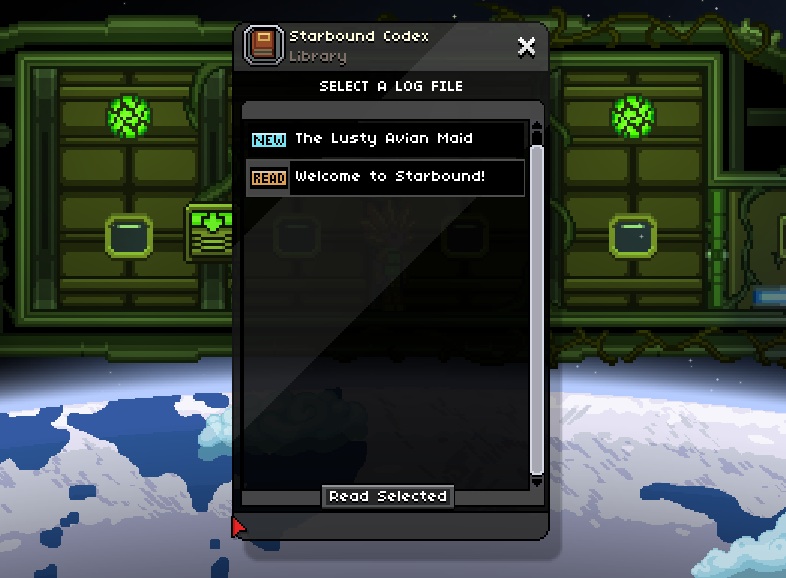 Starbound Codex
Library
SELECT A LOG FILE
NEW The Lusty Avian Maid
READ Welcome to Starbound!
Read Selected